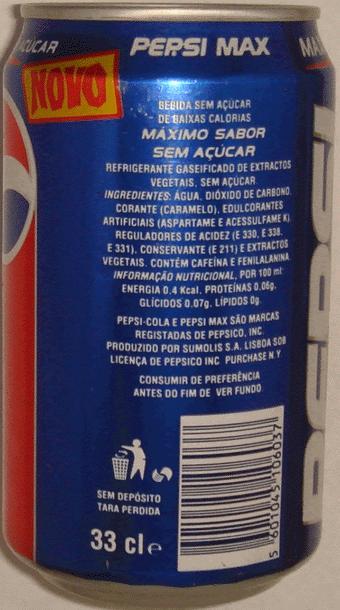 AÇÚCAR
PEPSI MAX
MA
NOVO
BEBIDA SEM AÇÚCAR
DE BAIXAS CALORIAS
MÁXIMO SABOR
SEM AÇÚCAR
REFRIGERANTE GASEIFICADO DE EXTRACTOS
VEGETAIS, SEM AÇÚCAR
INGREDIENTES: ÁGUA, DIÓXIDO DE CARBONO,
CORANTE (CARAMELO), EDULCORANTES
ARTIFICIAIS (ASPARTAME E ACESSULFAME K),
REGULADORES DE ACIDEZ (E 330, E 338,
E 331), CONSERVANTE (E 211) E EXTRACTOS
VEGETAIS. CONTÉM CAFEÍNA E FENILALANINA.
INFORMAÇÃO NUTRICIONAL, POR 100 ml:
ENERGIA 0,4 Kcal, PROTEÍNAS 0,06g,
GLÍCIDOS 0,07g, LÍPIDOS 0g.
PEPSI-COLA E PEPSI MAX SÃO MARCAS
REGISTADAS DE PEPSICO, INC.
PRODUZIDO POR SUMOLIS S.A. LISBOA SOB
LICENÇA DE PEPSICO INC. PURCHASE N.Y.
CONSUMIR DE PREFERÊNCIA
ANTES DO FIM DE VER FUNDO
SEM DEPÓSITO
TARA PERDIDA
33 cl e
5 601045 106037